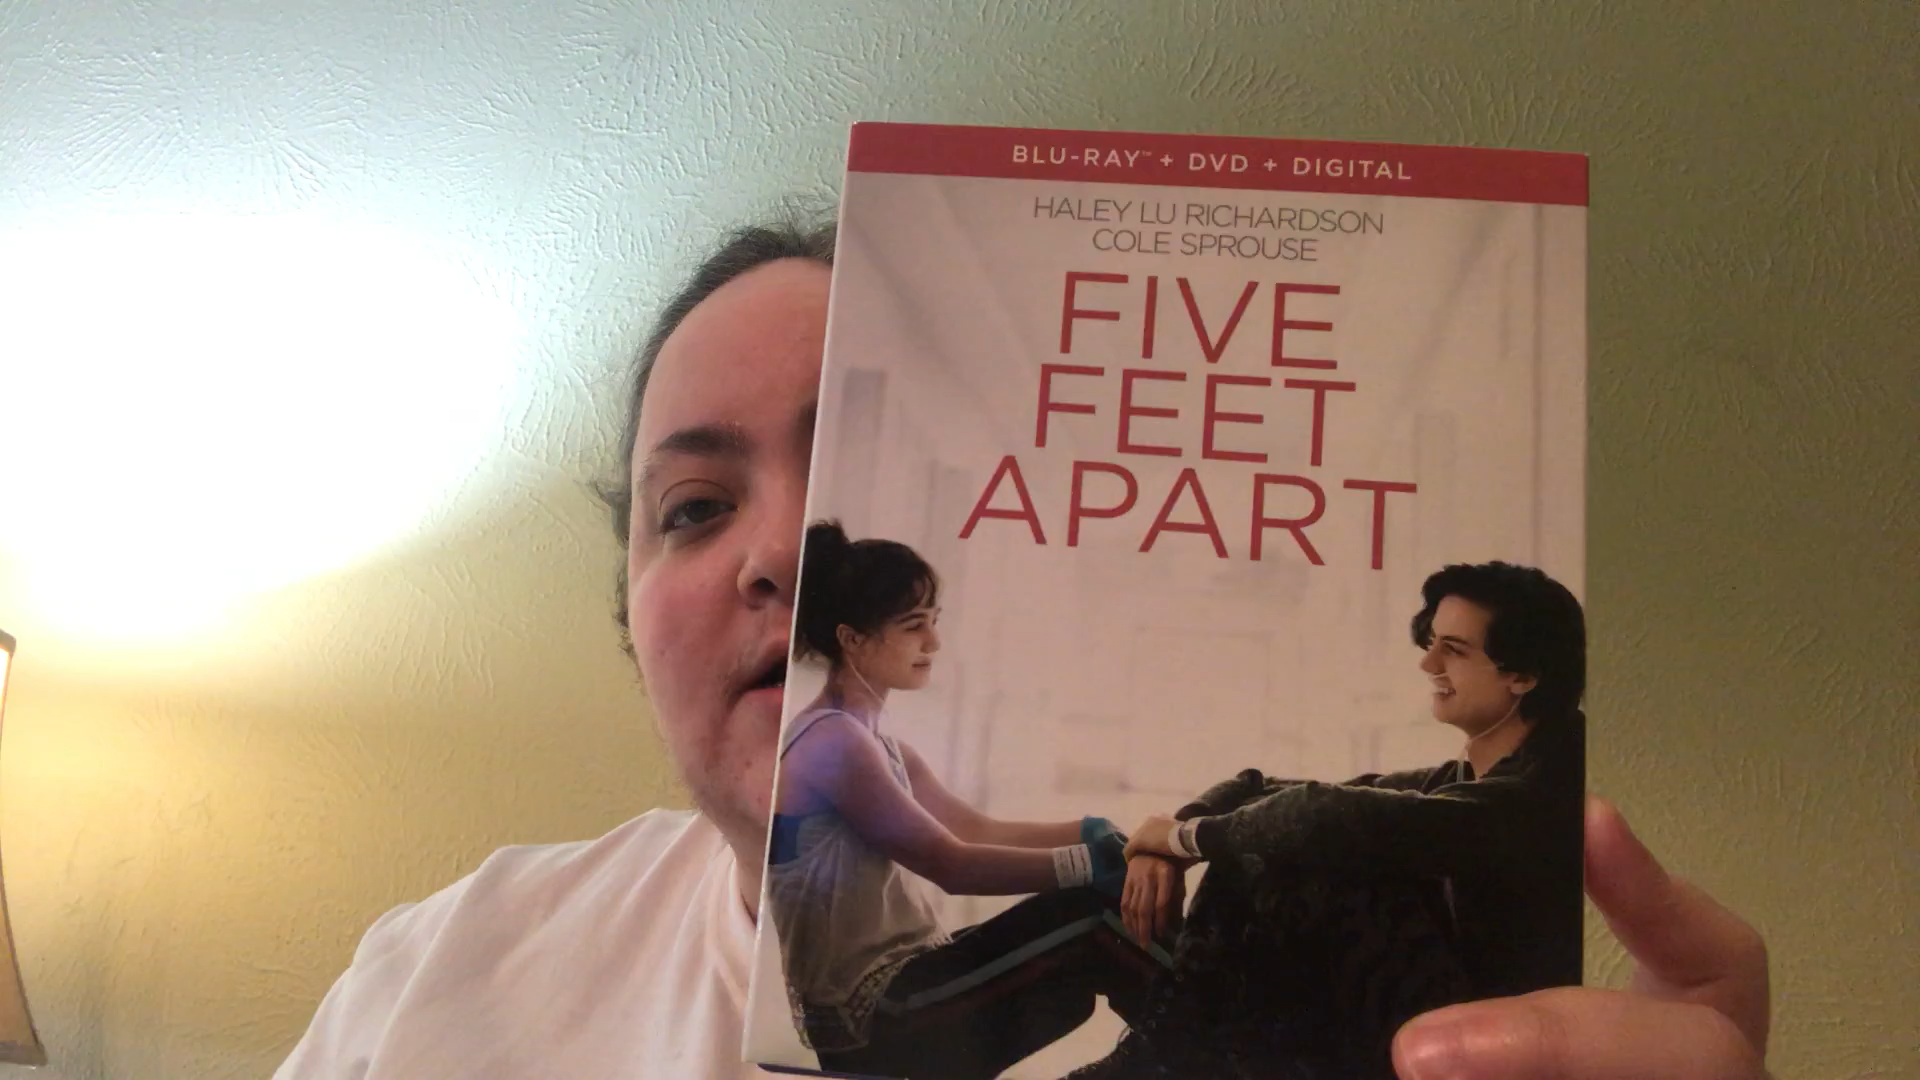 BLU-RAY™ + DVD + DIGITAL
HALEY LU RICHARDSON
COLE SPROUSE
FIVE
FEET
APART